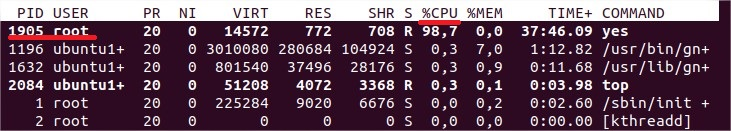 PID USER PR NI VIRT RES SHR S %CPU %MEM TIME+ COMMAND
1905 root 20 0 14572 772 708 R 98,7 0,0 37:46.09 yes
1196 ubuntu1+ 20 0 3010080 280684 104924 S 0,3 7,0 1:12.82 /usr/bin/gn+
1632 ubuntu1+ 20 0 801540 37496 28176 S 0,3 0,9 0:11.68 /usr/lib/gn+
2084 ubuntu1+ 20 0 51208 4072 3368 R 0,3 0,1 0:03.98 top
1 root 20 0 225284 9020 6676 S 0,0 0,2 0:02.60 /sbin/init +
2 root 20 0 0 0 0 S 0,0 0,0 0:00.00 [kthreadd]